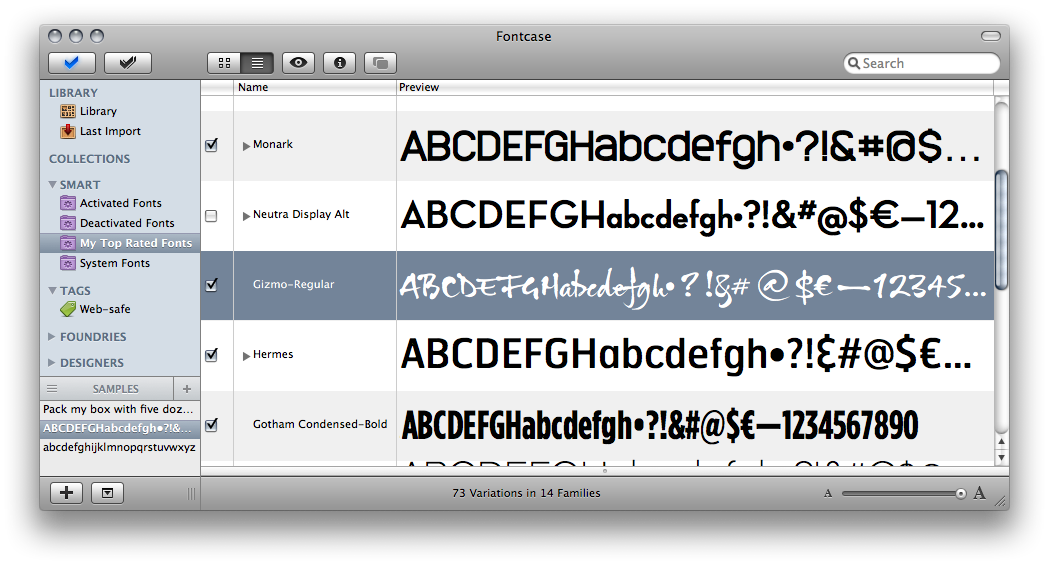 Fontcase
Search
LIBRARY
Library
Last Import
COLLECTIONS
SMART
Activated Fonts
Deactivated Fonts
My Top Rated Fonts
System Fonts
TAGS
Web-safe
FOUNDRIES
DESIGNERS
SAMPLES
Pack my box with five doz...
ABCDEFGHabcdefgh•?!&...
abcdefghijklmnopqrstuvwxyz
Name Preview
Monark ABCDEFGHabcdefgh•?!&#@$...
Neutra Display Alt ABCDEFGHabcdefgh•?!&#@$€—12...
Gizmo-Regular ABCDEFGHabcdefgh•?!&# @$€—12345...
Hermes ABCDEFGHabcdefgh•?!&#@$€...
Gotham Condensed-Bold ABCDEFGHabcdefgh•?!&#@$€—1234567890
73 Variations in 14 Families
A A